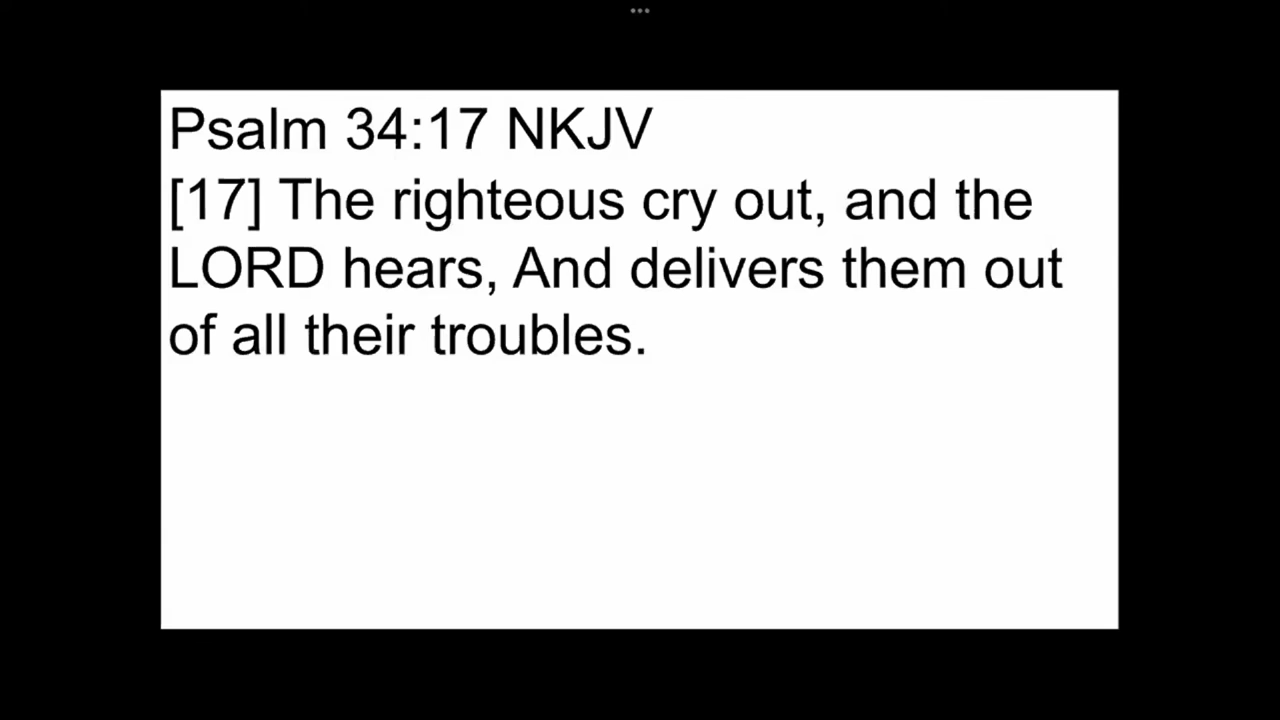 Psalm 34:17 NKJV
[17] The righteous cry out, and the
LORD hears, And delivers them out
of all their troubles.